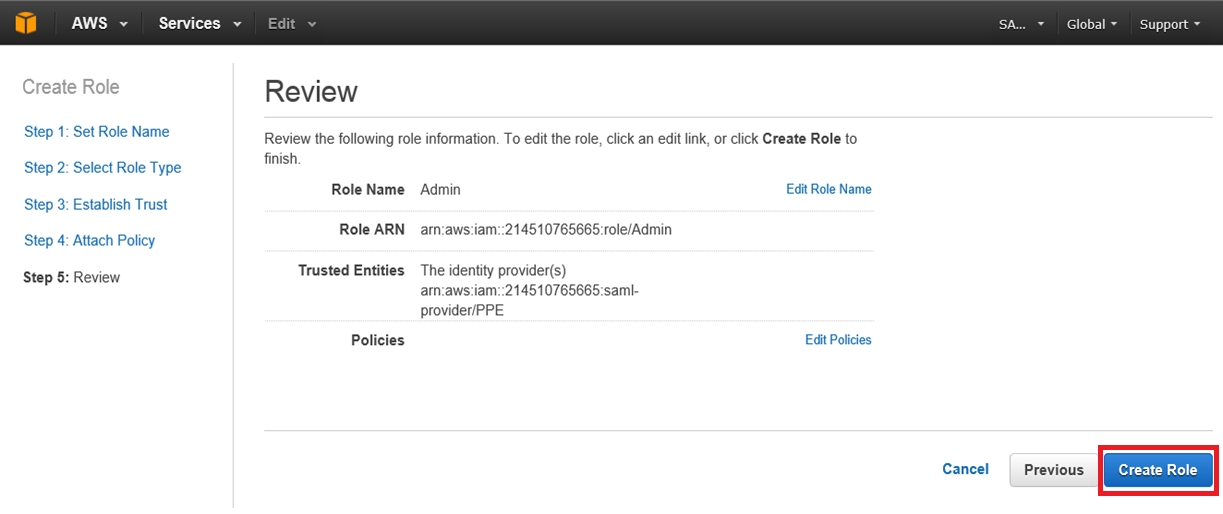 AWS Services Edit SA... Global Support
Create Role
Step 1: Set Role Name
Step 2: Select Role Type
Step 3: Establish Trust
Step 4: Attach Policy
Step 5: Review
Review
Review the following role information. To edit the role, click an edit link, or click Create Role to
finish.
Role Name Admin Edit Role Name
Role ARN arn:aws:iam::214510765665:role/Admin
Trusted Entities The identity provider(s)
arn:aws:iam::214510765665:saml-
provider/PPE
Policies Edit Policies
Cancel Previous Create Role